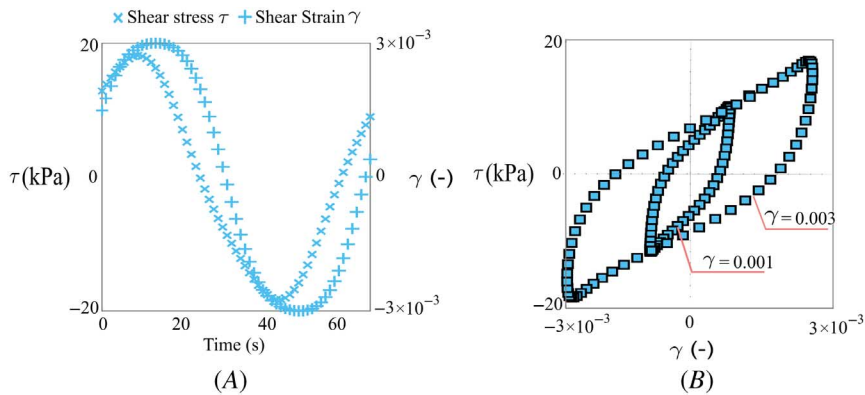 × Shear stress τ + Shear Strain γ
20
3×10⁻³
τ(kPa)
0
0
γ (-)
−20
−3×10⁻³
0
20
40
60
Time (s)
(A)
20
τ(kPa)
0
−20
γ = 0.003
γ = 0.001
−3×10⁻³
0
3×10⁻³
γ (-)
(B)